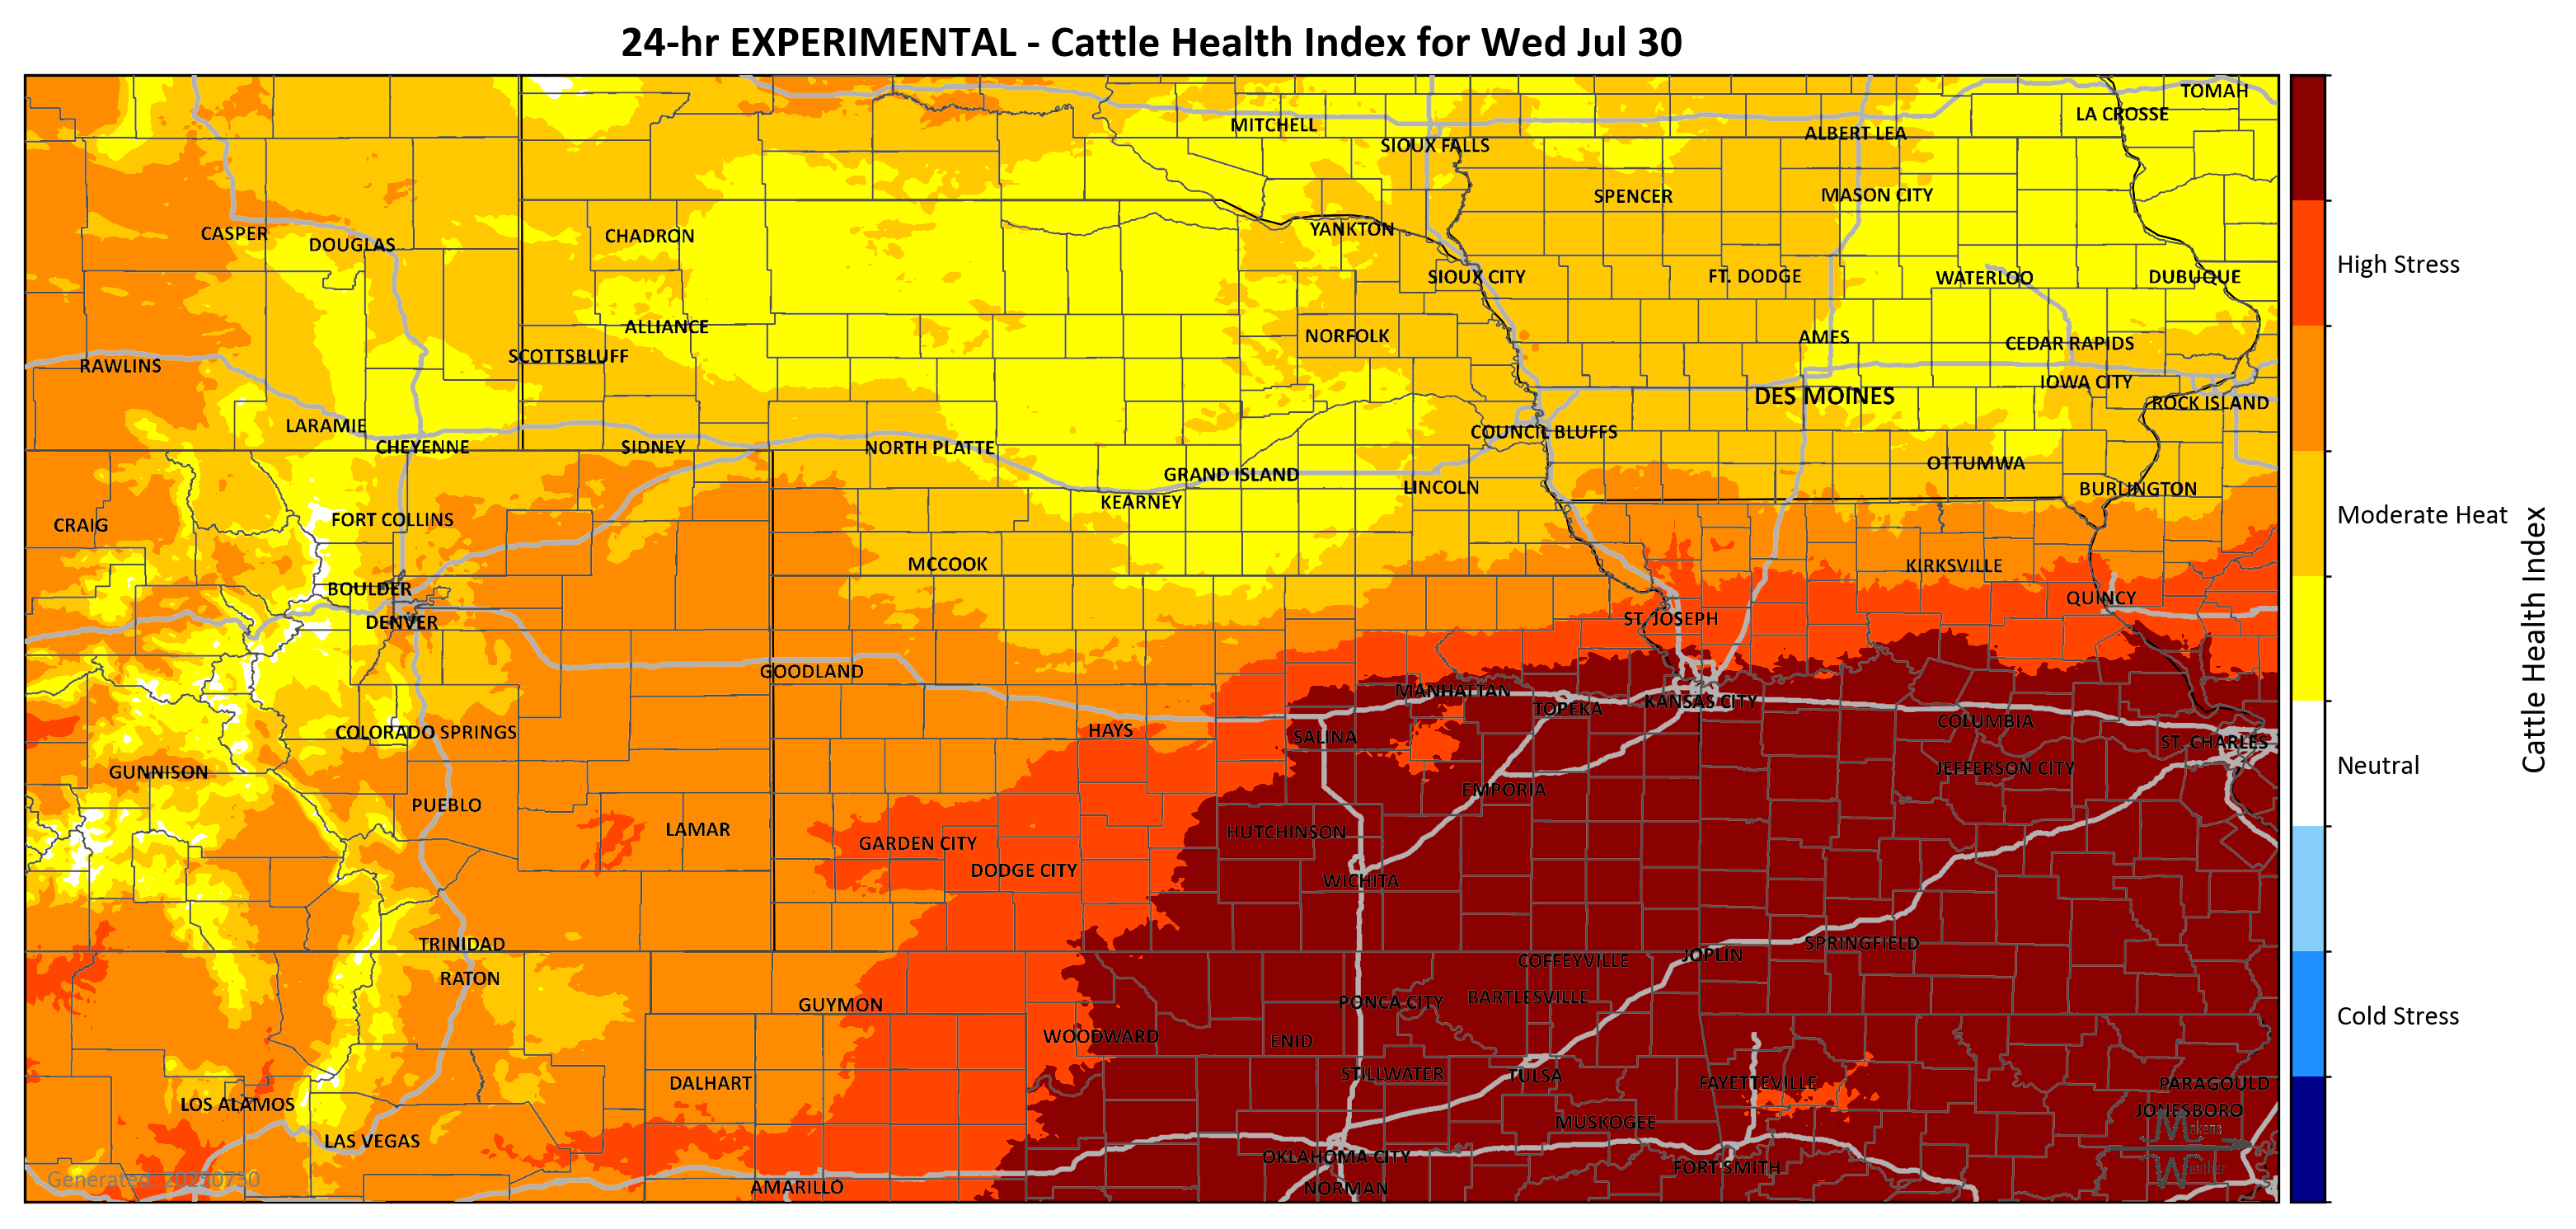 24-hr EXPERIMENTAL - Cattle Health Index for Wed Jul 30
TOMAH
LA CROSSE
MITCHELL
ALBERT LEA
SIOUX FALLS
SPENCER
MASON CITY
CASPER
DOUGLAS
CHADRON
YANKTON
SIOUX CITY
FT. DODGE
WATERLOO
DUBUQUE
High Stress
ALLIANCE
NORFOLK
AMES
CEDAR RAPIDS
SCOTTSBLUFF
RAWLINS
IOWA CITY
DES MOINES
ROCK ISLAND
LARAMIE
COUNCIL BLUFFS
CHEYENNE
SIDNEY
NORTH PLATTE
OTTUMWA
GRAND ISLAND
LINCOLN
BURLINGTON
KEARNEY
Moderate Heat
CRAIG
FORT COLLINS
MCCOOK
KIRKSVILLE
BOULDER
QUINCY
DENVER
ST. JOSEPH
Cattle Health Index
GOODLAND
MANHATTAN
KANSAS CITY
TOPEKA
COLUMBIA
COLORADO SPRINGS
HAYS
SALINA
ST. CHARLES
GUNNISON
JEFFERSON CITY
Neutral
EMPORIA
PUEBLO
LAMAR
HUTCHINSON
GARDEN CITY
DODGE CITY
WICHITA
TRINIDAD
SPRINGFIELD
JOPLIN
COFFEYVILLE
RATON
BARTLESVILLE
GUYMON
PONCA CITY
Cold Stress
WOODWARD
ENID
STILLWATER
TULSA
DALHART
FAYETTEVILLE
PARAGOULD
LOS ALAMOS
JONESBORO
MUSKOGEE
LAS VEGAS
OKLAHOMA CITY
FORT SMITH
Generated: 20250730
AMARILLO
NORMAN